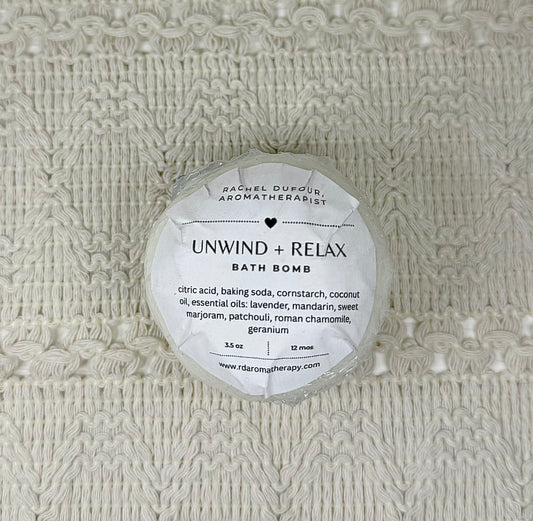 RACHEL DUFOUR,
AROMATHERAPIST
UNWIND + RELAX
BATH BOMB
citric acid, baking soda, cornstarch, coconut
oil, essential oils: lavender, mandarin, sweet
marjoram, patchouli, roman chamomile,
geranium
3.5 oz 12 mos
www.rdaromatherapy.com